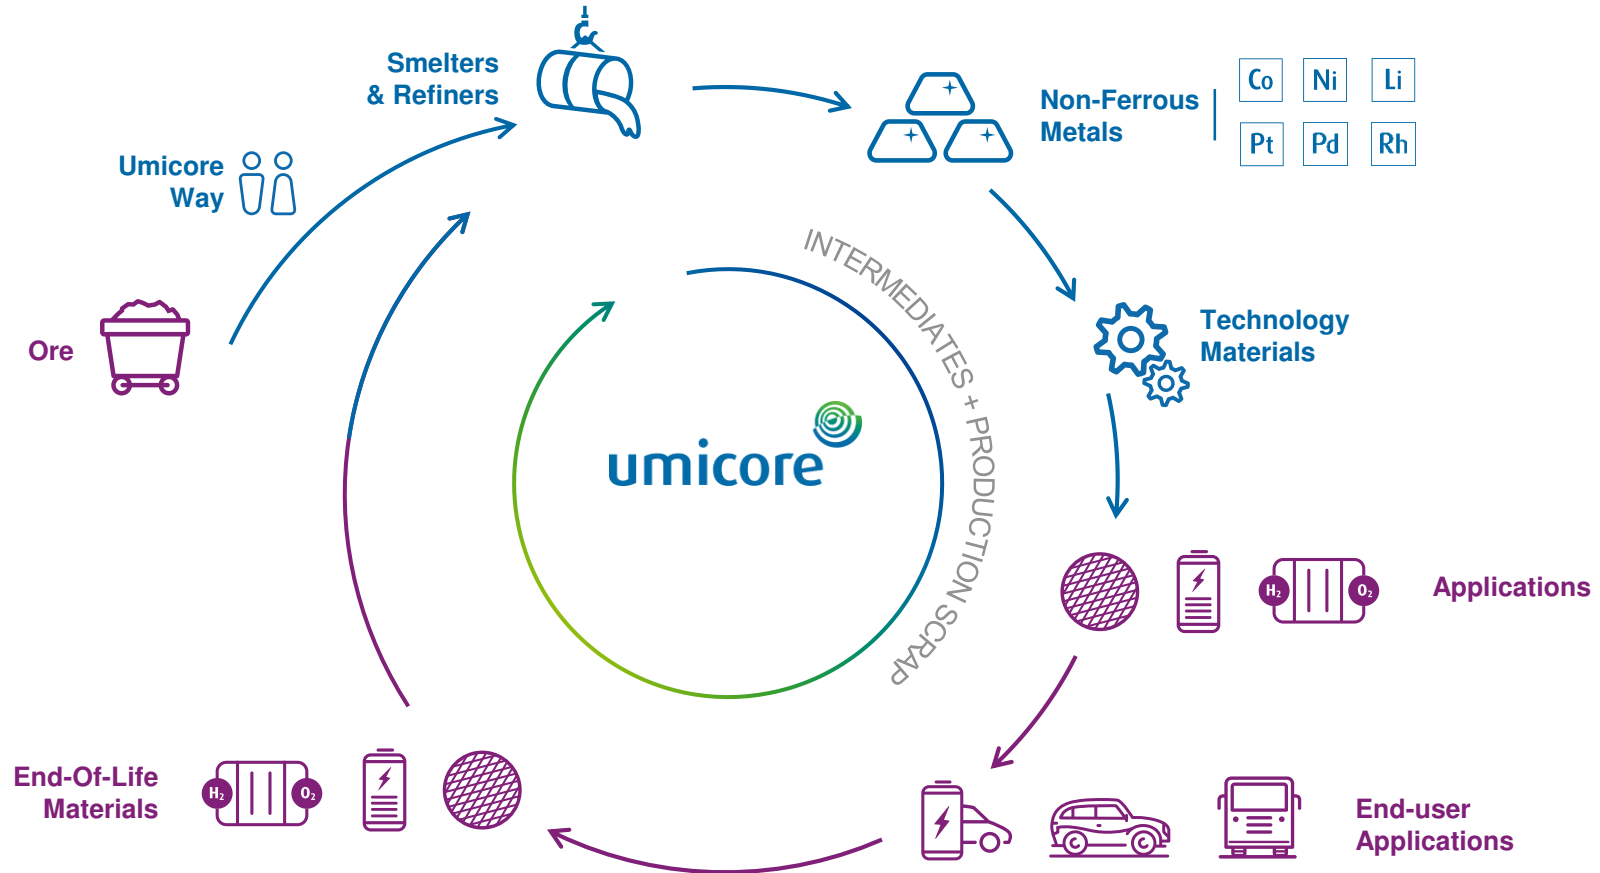 Smelters
& Refiners
Non-Ferrous
Metals
Co Ni Li
Pt Pd Rh
Umicore
Way
Ore
INTERMEDIATES + PRODUCTION SCRAP
Technology
Materials
umicore
H₂ O₂
Applications
End-Of-Life
Materials
H₂ O₂
End-user
Applications